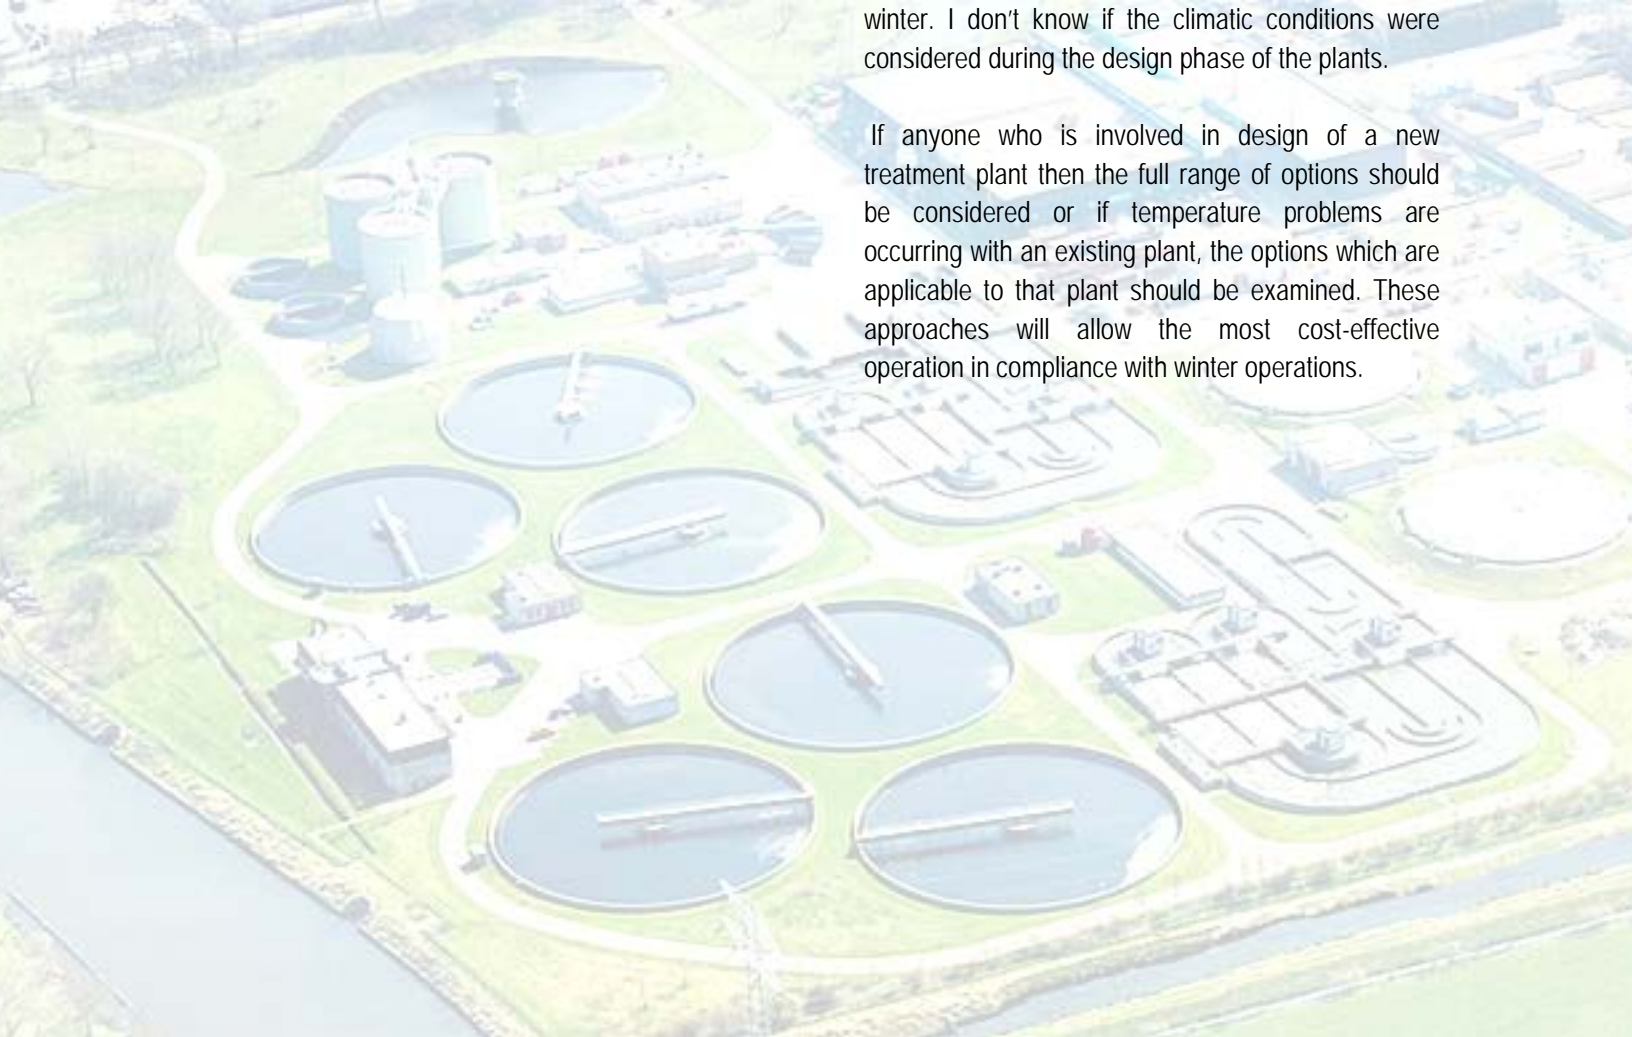 winter. I don't know if the climatic conditions were
considered during the design phase of the plants.
If anyone who is involved in design of a new
treatment plant then the full range of options should
be considered or if temperature problems are
occurring with an existing plant, the options which are
applicable to that plant should be examined. These
approaches will allow the most cost-effective
operation in compliance with winter operations.